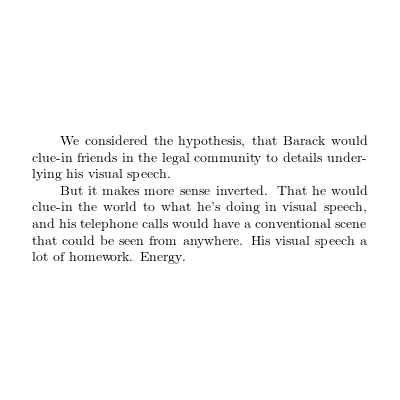 We considered the hypothesis, that Barack would
clue-in friends in the legal community to details under-
lying his visual speech.
But it makes more sense inverted. That he would
clue-in the world to what he's doing in visual speech,
and his telephone calls would have a conventional scene
that could be seen from anywhere. His visual speech a
lot of homework. Energy.